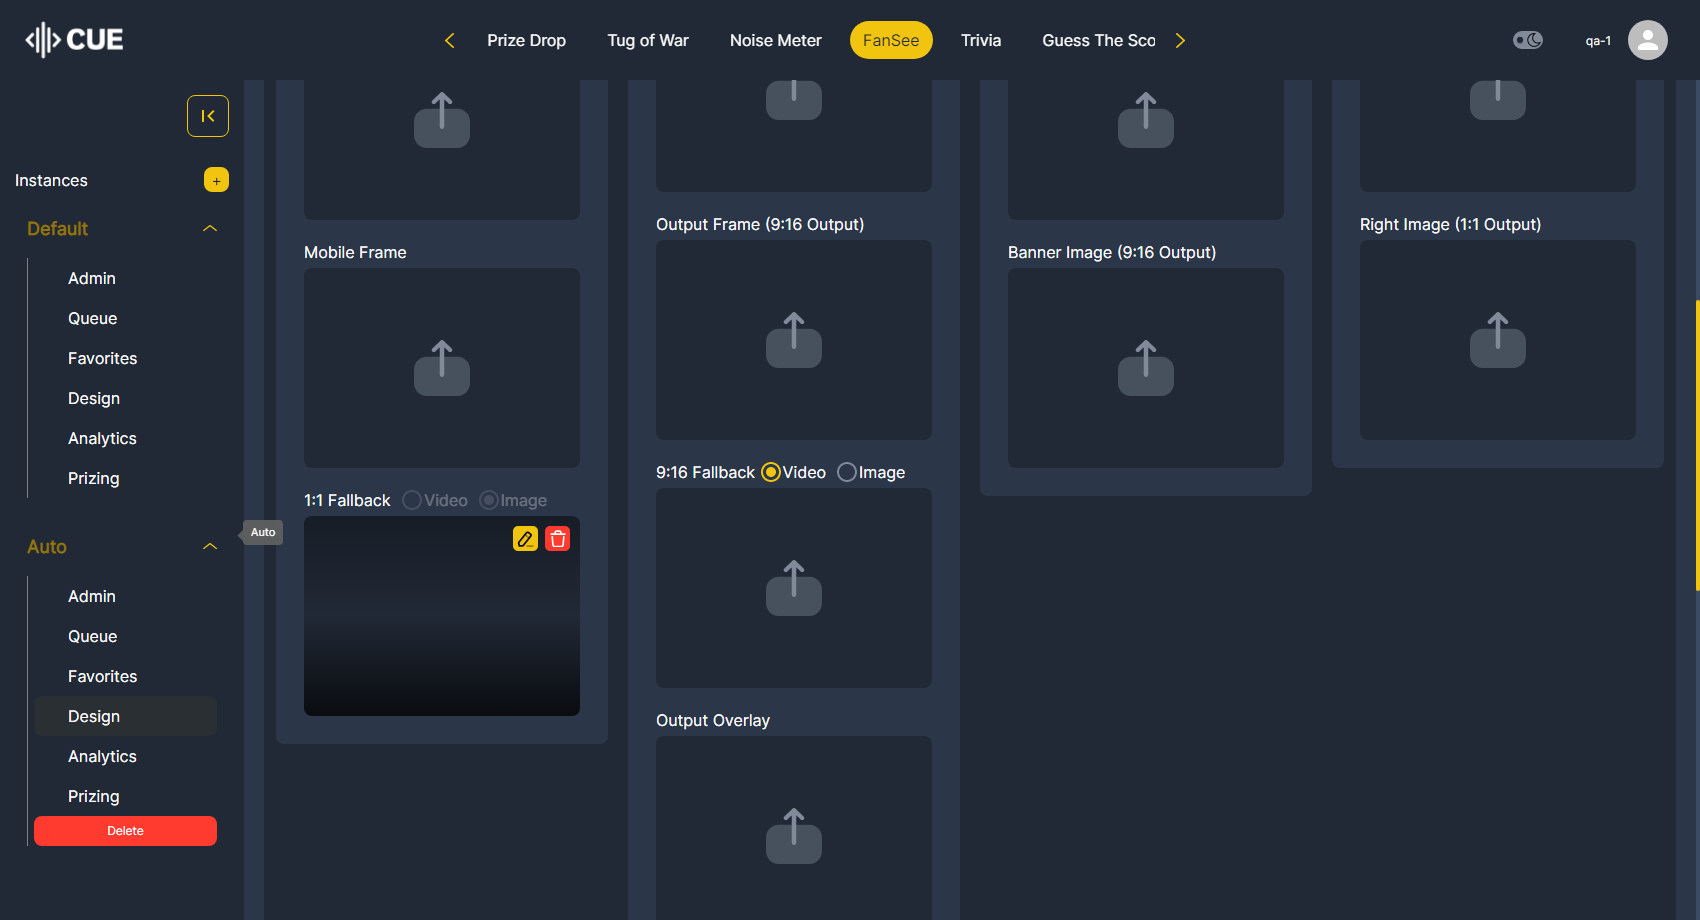 CUE
Prize Drop
Tug of War
Noise Meter
FanSee
Trivia
Guess The Sco
qa-1
Instances
+
Default
Admin
Queue
Favorites
Design
Analytics
Prizing
Auto
Auto
Admin
Queue
Favorites
Design
Analytics
Prizing
Delete
Mobile Frame
1:1 Fallback Video Image
Output Frame (9:16 Output)
9:16 Fallback Video Image
Output Overlay
Banner Image (9:16 Output)
Right Image (1:1 Output)